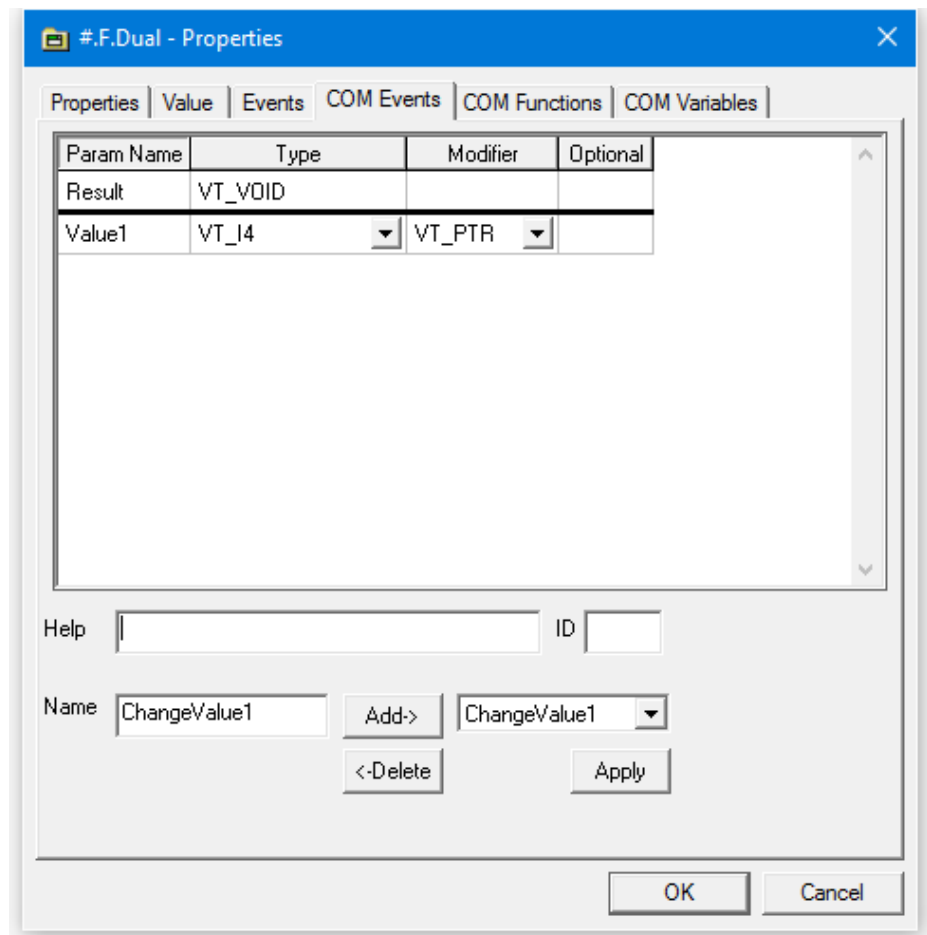 #.F.Dual - Properties
Properties Value Events COM Events COM Functions COM Variables
Param Name Type Modifier Optional
Result VT_VOID
Value1 VT_I4 VT_PTR
Help ID
Name ChangeValue1 Add-> ChangeValue1
<-Delete Apply
OK Cancel